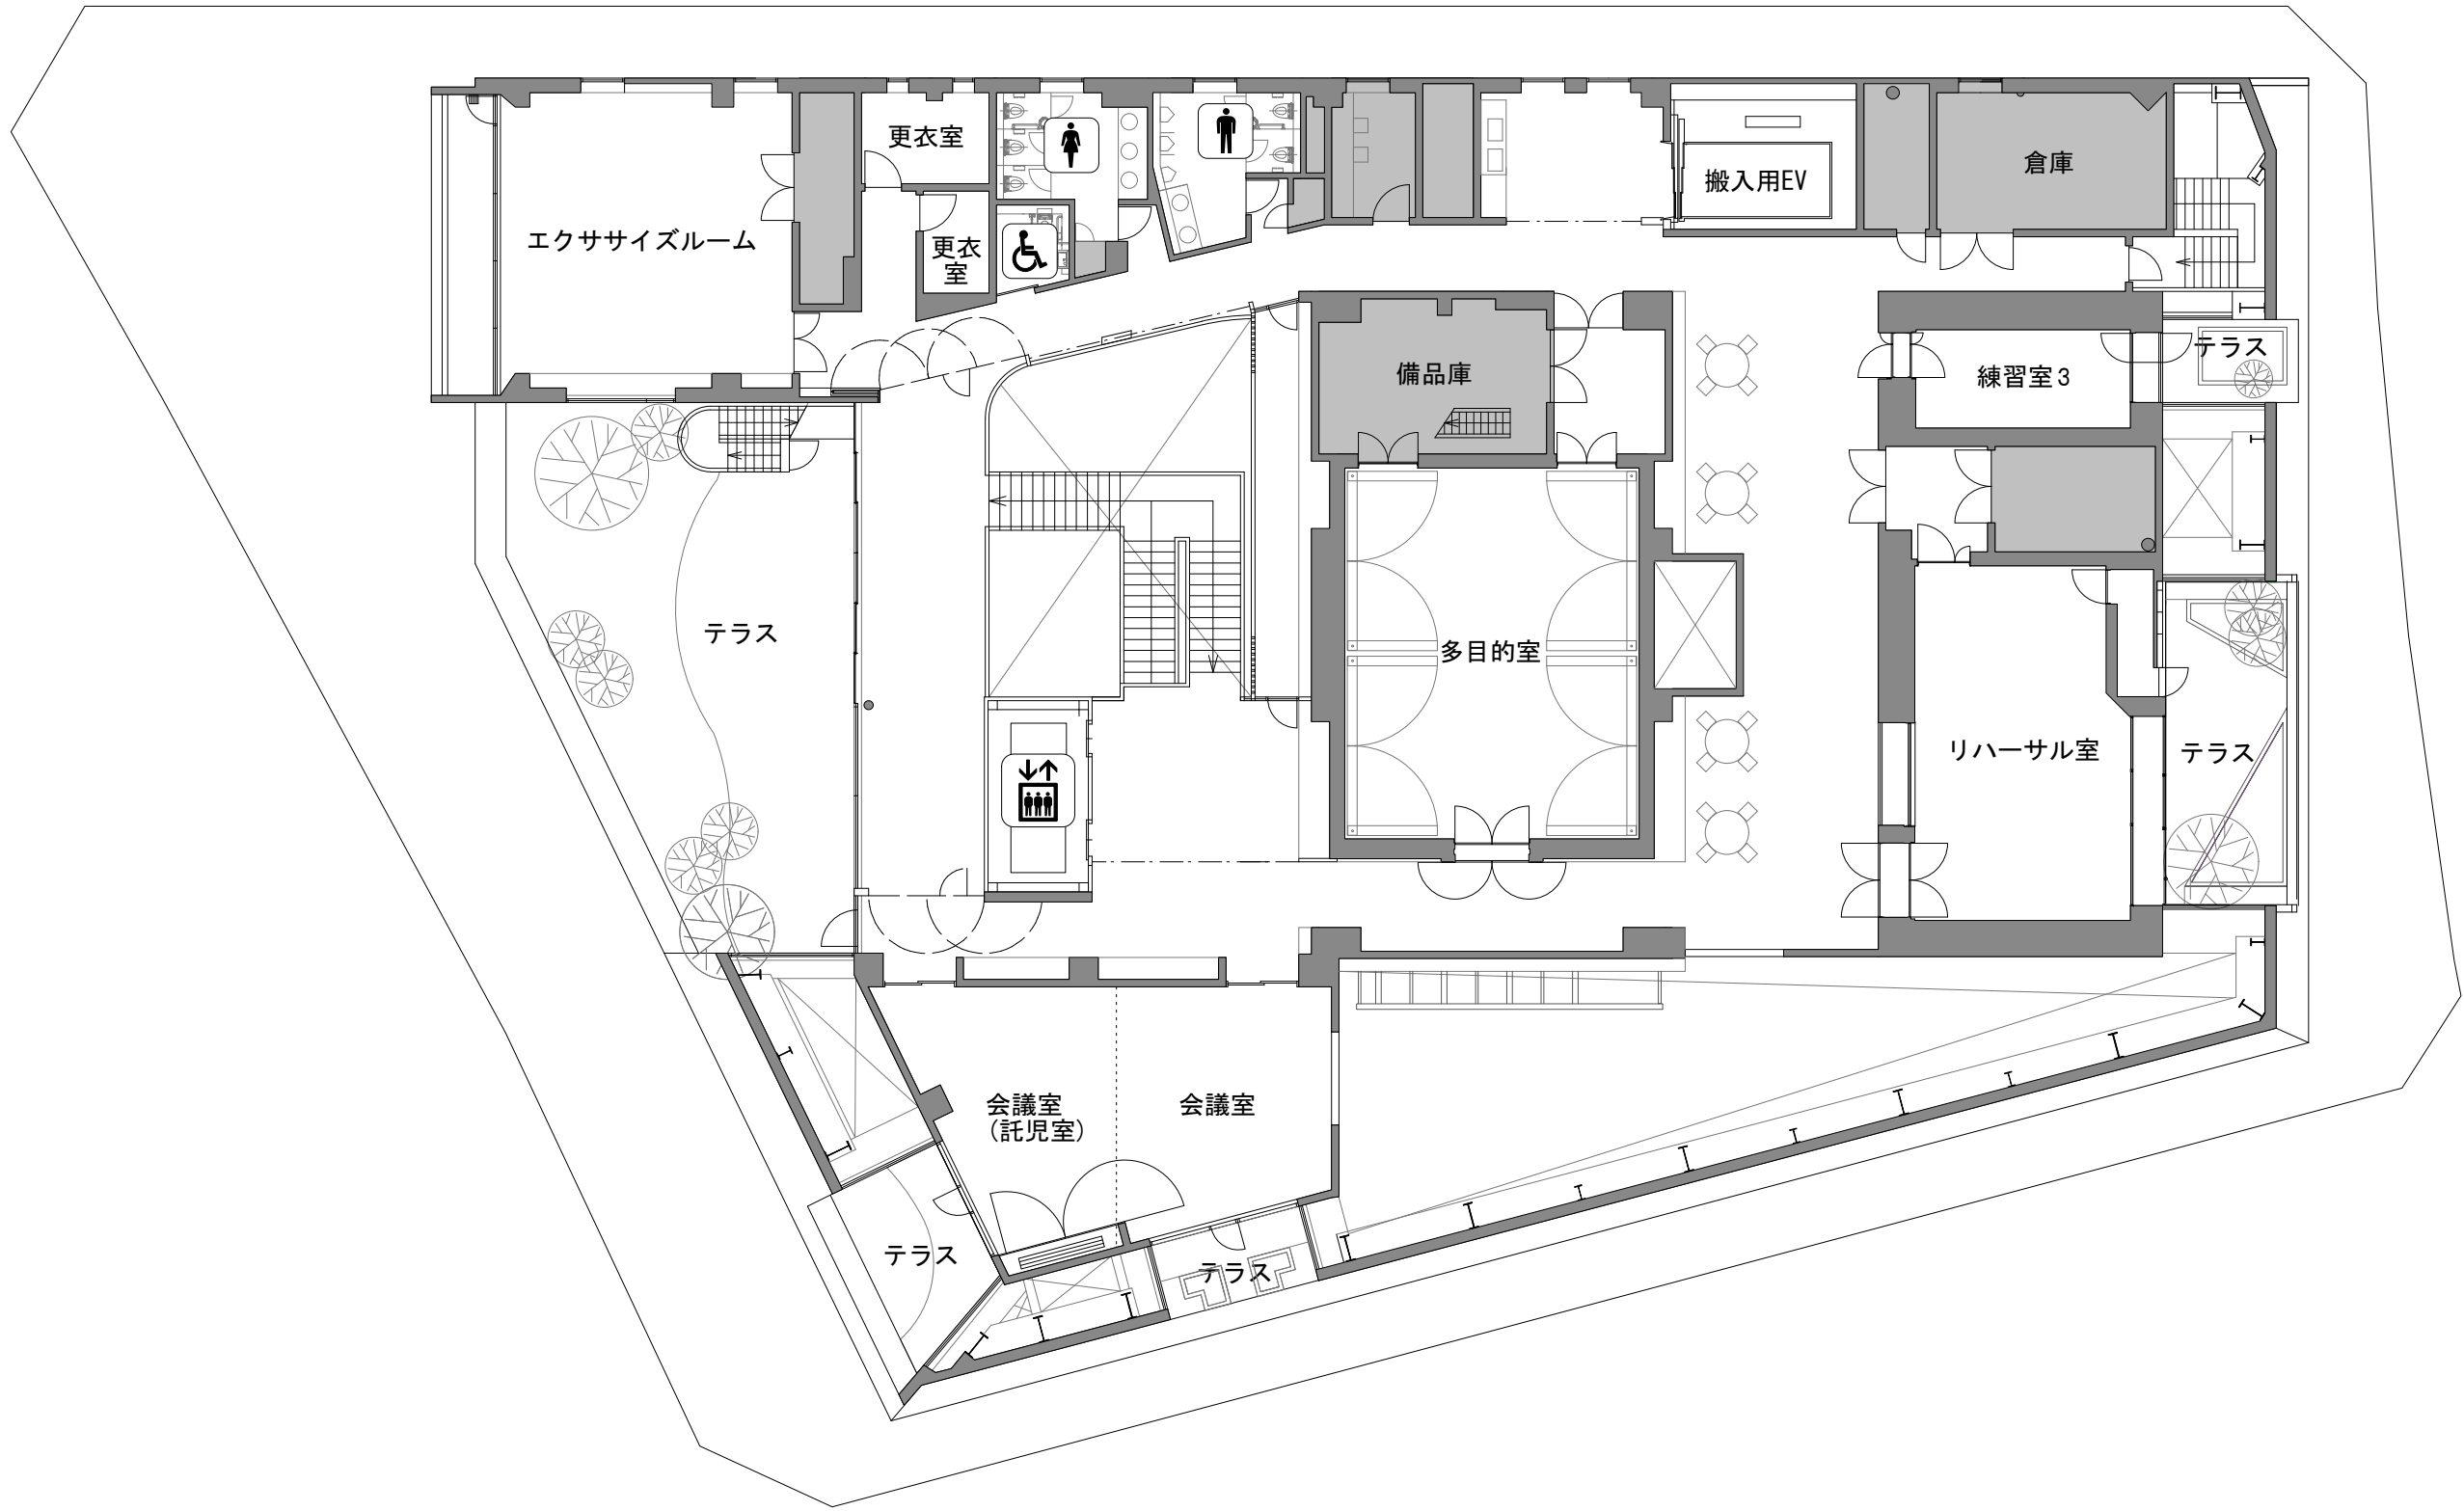 更衣室
搬入用EV
倉庫
エクササイズルーム
更衣
室
テラス
備品庫
練習室3
テラス
多目的室
リハーサル室
テラス
会議室
(託児室)
会議室
テラス
テラス